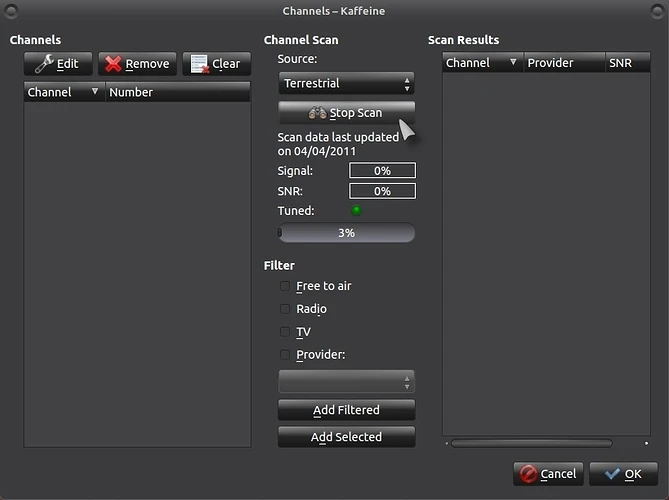 Channels – Kaffeine
Channels
Edit
Remove
Clear
Channel
Number
Channel Scan
Source:
Terrestrial
Stop Scan
Scan data last updated
on 04/04/2011
Signal:
0%
SNR:
0%
Tuned:
3%
Filter
Free to air
Radio
TV
Provider:
Add Filtered
Add Selected
Scan Results
Channel
Provider
SNR
Cancel
OK